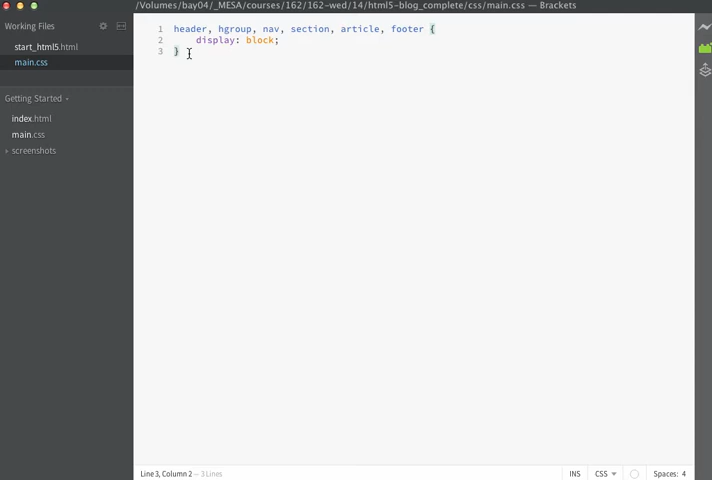 /Volumes/bay04/_MESA/courses/162/162-wed/14/html5-blog_complete/css/main.css — Brackets
Working Files
start_html5.html
main.css
Getting Started
index.html
main.css
screenshots
1 header, hgroup, nav, section, article, footer {
2 display: block;
3 }
Line 3, Column 2 — 3 Lines
INS CSS Spaces: 4